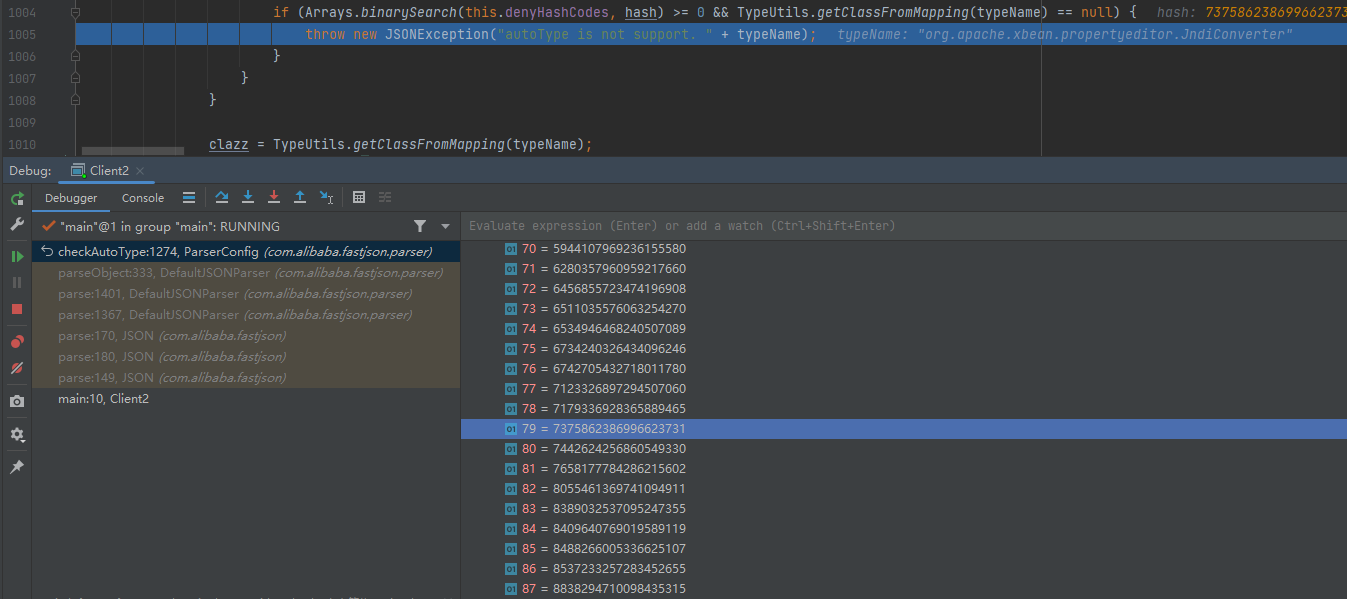 1004 if (Arrays.binarySearch(this.denyHashCodes, hash) >= 0 && TypeUtils.getClassFromMapping(typeName) == null) { hash: 737586238699662373
1005 throw new JSONException("autoType is not support. " + typeName); typeName: "org.apache.xbean.propertyeditor.JndiConverter"
1006 }
1007 }
1008 }
1009
1010 clazz = TypeUtils.getClassFromMapping(typeName);
Debug: Client2
Debugger Console
"main"@1 in group "main": RUNNING
Evaluate expression (Enter) or add a watch (Ctrl+Shift+Enter)
checkAutoType:1274, ParserConfig (com.alibaba.fastjson.parser)
parseObject:333, DefaultJSONParser (com.alibaba.fastjson.parser)
parse:1401, DefaultJSONParser (com.alibaba.fastjson.parser)
parse:1367, DefaultJSONParser (com.alibaba.fastjson.parser)
parse:170, JSON (com.alibaba.fastjson)
parse:180, JSON (com.alibaba.fastjson)
parse:149, JSON (com.alibaba.fastjson)
main:10, Client2
01 70 = 5944107969236155580
01 71 = 6280357960959217660
01 72 = 6456855723474196908
01 73 = 6511035576063254270
01 74 = 6534946468240507089
01 75 = 6734240326434096246
01 76 = 6742705432718011780
01 77 = 7123326897294507060
01 78 = 7179336928365889465
01 79 = 7375862386996623731
01 80 = 7442624256860549330
01 81 = 7658177784286215602
01 82 = 8055461369741094911
01 83 = 8389032537095247355
01 84 = 8409640769019589119
01 85 = 8488266005336625107
01 86 = 8537233257283452655
01 87 = 8838294710098435315